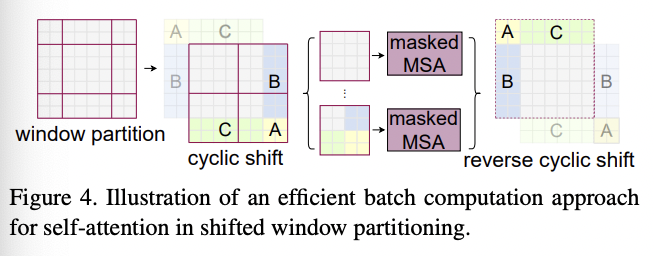 A C
B
window partition
B
C A
cyclic shift
masked
MSA
...
masked
MSA
A C
B B
C A
reverse cyclic shift
Figure 4. Illustration of an efficient batch computation approach
for self-attention in shifted window partitioning.